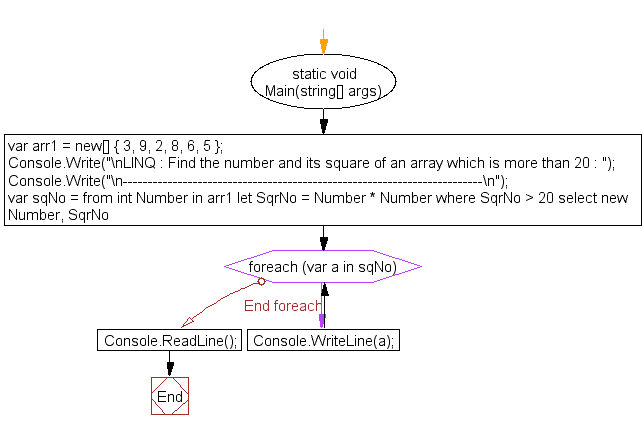 static void
Main(string[] args)
var arr1 = new[] { 3, 9, 2, 8, 6, 5 };
Console.Write("\nLINQ : Find the number and its square of an array which is more than 20 : ");
Console.Write("\n------------------------------------------------------------------------\n");
var sqNo = from int Number in arr1 let SqrNo = Number * Number where SqrNo > 20 select new
Number, SqrNo
foreach (var a in sqNo)
End foreach
Console.ReadLine();
Console.WriteLine(a);
End